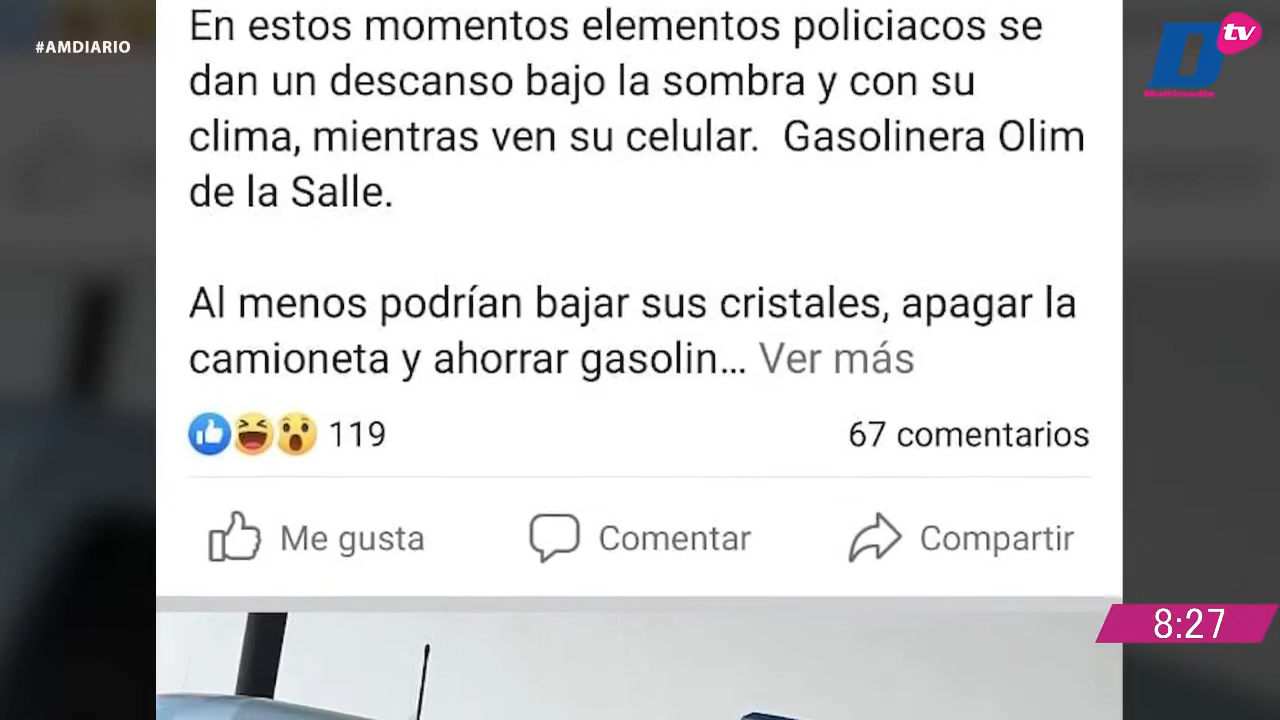 #AMDIARIO
D tv
Multimedia
En estos momentos elementos policiacos se
dan un descanso bajo la sombra y con su
clima, mientras ven su celular.  Gasolinera Olim
de la Salle.
Al menos podrían bajar sus cristales, apagar la
camioneta y ahorrar gasolin... Ver más
119
67 comentarios
Me gusta
Comentar
Compartir
8:27